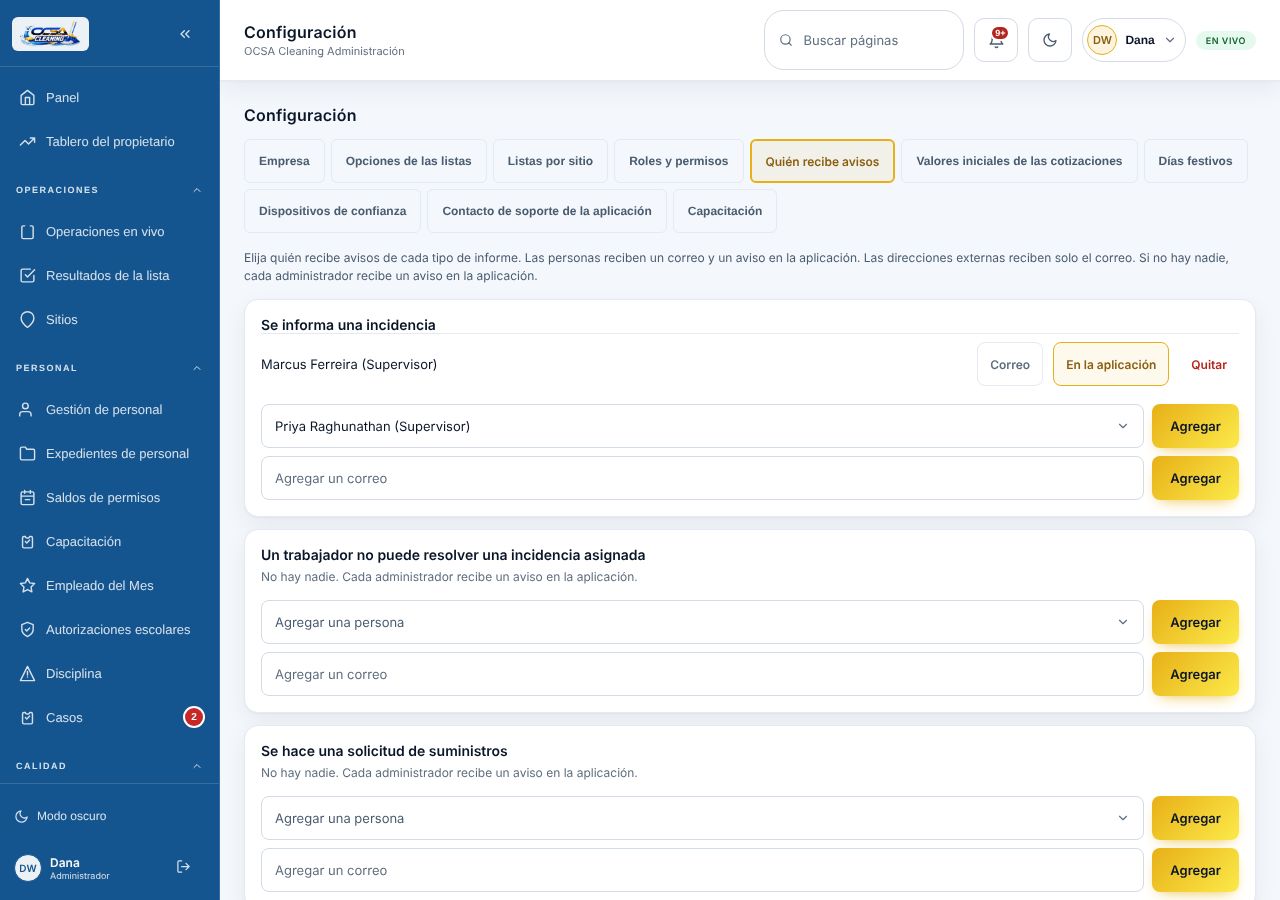 OCSA
CLEANING
Panel
Tablero del propietario
OPERACIONES
Operaciones en vivo
Resultados de la lista
Sitios
PERSONAL
Gestión de personal
Expedientes de personal
Saldos de permisos
Capacitación
Empleado del Mes
Autorizaciones escolares
Disciplina
Casos
2
CALIDAD
Modo oscuro
DW
Dana
Administrador
Configuración
OCSA Cleaning Administración
Buscar páginas
9+
DW
Dana
EN VIVO
Configuración
Empresa
Opciones de las listas
Listas por sitio
Roles y permisos
Quién recibe avisos
Valores iniciales de las cotizaciones
Días festivos
Dispositivos de confianza
Contacto de soporte de la aplicación
Capacitación
Elija quién recibe avisos de cada tipo de informe. Las personas reciben un correo y un aviso en la aplicación. Las direcciones externas reciben solo el correo. Si no hay nadie,
cada administrador recibe un aviso en la aplicación.
Se informa una incidencia
Marcus Ferreira (Supervisor)
Correo
En la aplicación
Quitar
Priya Raghunathan (Supervisor)
Agregar
Agregar un correo
Agregar
Un trabajador no puede resolver una incidencia asignada
No hay nadie. Cada administrador recibe un aviso en la aplicación.
Agregar una persona
Agregar
Agregar un correo
Agregar
Se hace una solicitud de suministros
No hay nadie. Cada administrador recibe un aviso en la aplicación.
Agregar una persona
Agregar
Agregar un correo
Agregar